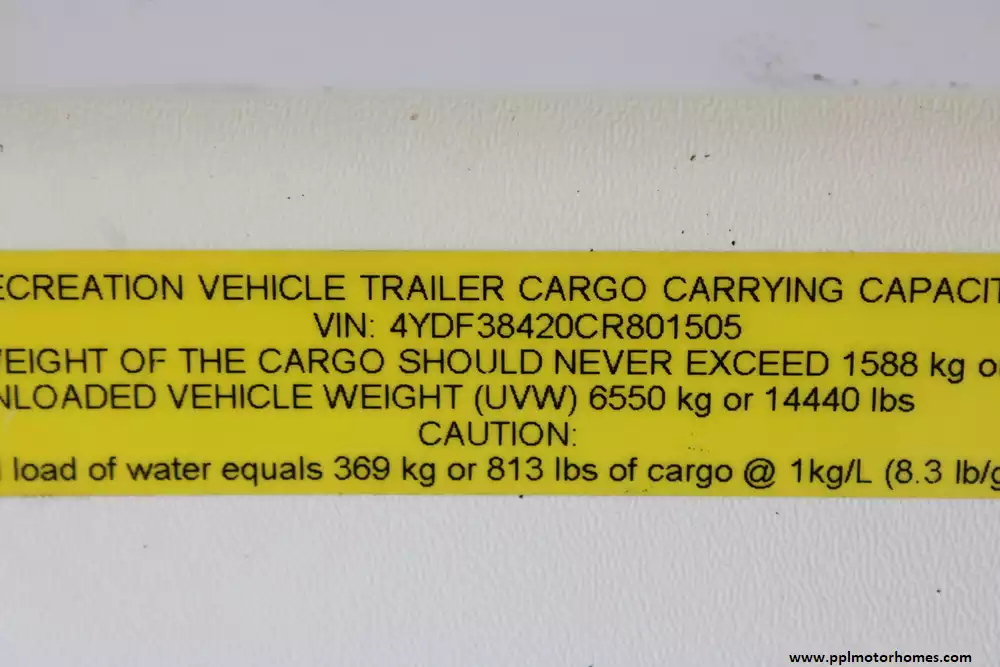 ECREATION VEHICLE TRAILER CARGO CARRYING CAPACIT
VIN: 4YDF38420CR801505
WEIGHT OF THE CARGO SHOULD NEVER EXCEED 1588 kg or
NLOADED VEHICLE WEIGHT (UVW) 6550 kg or 14440 lbs
CAUTION:
load of water equals 369 kg or 813 lbs of cargo @ 1kg/L (8.3 lb/g
www.pplmotorhomes.com